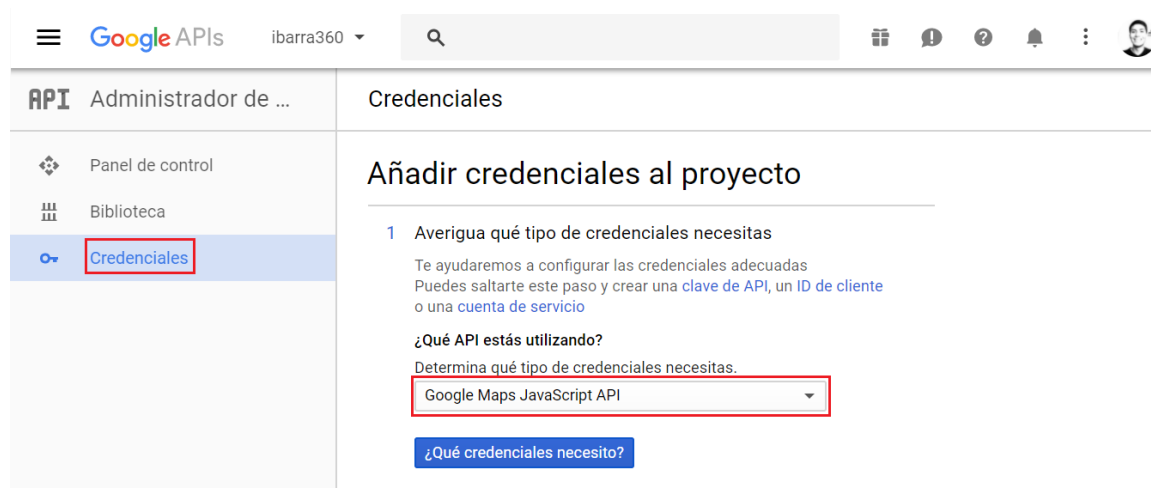 Google APIs ibarra360
API Administrador de ...
Credenciales
Panel de control
Biblioteca
Credenciales
Añadir credenciales al proyecto
1 Averigua qué tipo de credenciales necesitas
Te ayudaremos a configurar las credenciales adecuadas
Puedes saltarte este paso y crear una clave de API, un ID de cliente
o una cuenta de servicio
¿Qué API estás utilizando?
Determina qué tipo de credenciales necesitas.
Google Maps JavaScript API
¿Qué credenciales necesito?